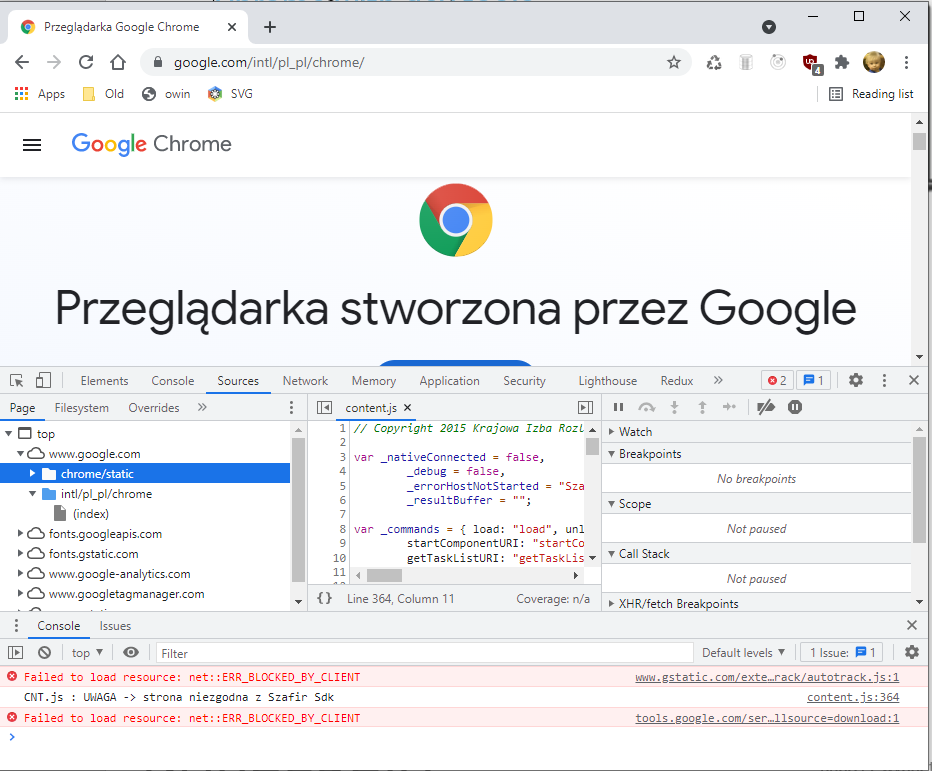 Przeglądarka Google Chrome
google.com/intl/pl_pl/chrome/
4
Apps Old owin SVG Reading list
Google Chrome
Przeglądarka stworzona przez Google
Elements Console Sources Network Memory Application Security Lighthouse Redux » 2 1
Page Filesystem Overrides » content.js
top
www.google.com
chrome/static
intl/pl_pl/chrome
(index)
fonts.googleapis.com
fonts.gstatic.com
www.google-analytics.com
www.googletagmanager.com
1 // Copyright 2015 Krajowa Izba Rozl
2
3 var _nativeConnected = false,
4 _debug = false,
5 _errorHostNotStarted = "Sza
6 _resultBuffer = "";
7
8 var _commands = { load: "load", unl
9 startComponentURI: "startCo
10 getTaskListURI: "getTaskLis
11
{} Line 364, Column 11 Coverage: n/a
Watch
Breakpoints
No breakpoints
Scope
Not paused
Call Stack
Not paused
XHR/fetch Breakpoints
Console Issues
top Filter Default levels 1 Issue: 1
Failed to load resource: net::ERR_BLOCKED_BY_CLIENT www.gstatic.com/exte…rack/autotrack.js:1
CNT.js : UWAGA -> strona niezgodna z Szafir Sdk content.js:364
Failed to load resource: net::ERR_BLOCKED_BY_CLIENT tools.google.com/ser…llsource=download:1
>